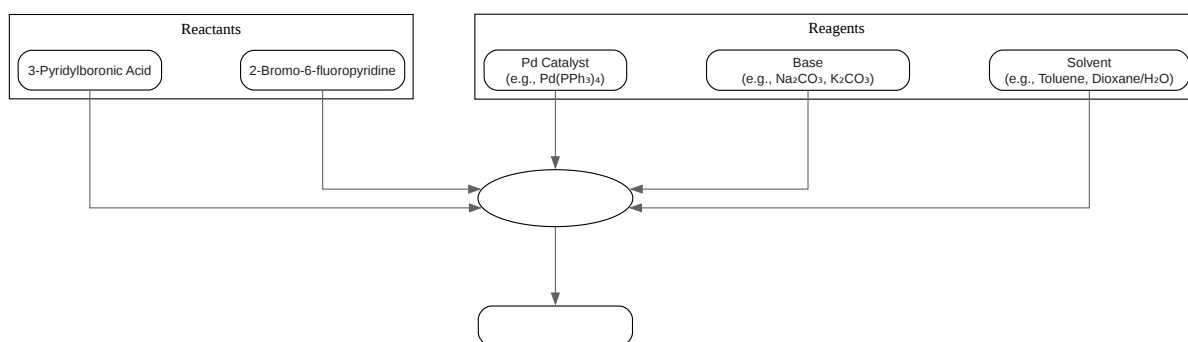 Reactants
Reagents
3-Pyridylboronic Acid
2-Bromo-6-fluoropyridine
Pd Catalyst
(e.g., Pd(PPh₃)₄)
Base
(e.g., Na₂CO₃, K₂CO₃)
Solvent
(e.g., Toluene, Dioxane/H₂O)